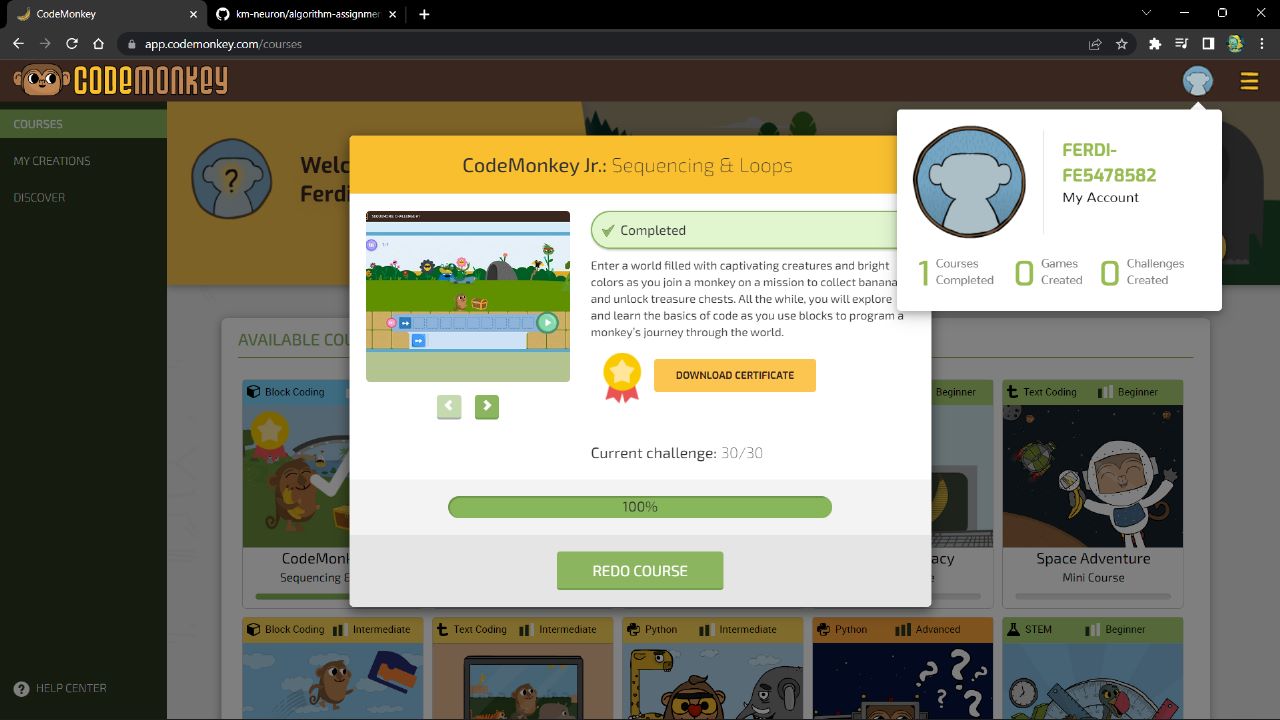 CodeMonkey
km-neuron/algorithm-assignmen
app.codemonkey.com/courses
CODEMONKEY
COURSES
MY CREATIONS
DISCOVER
HELP CENTER
Welc
Ferdi
FERDI-
FE5478582
My Account
1 Courses Completed
0 Games Created
0 Challenges Created
CodeMonkey Jr.: Sequencing & Loops
SEQUENCING CHALLENGE #1
Completed
Enter a world filled with captivating creatures and bright
colors as you join a monkey on a mission to collect banana
and unlock treasure chests. All the while, you will explore
and learn the basics of code as you use blocks to program a
monkey's journey through the world.
DOWNLOAD CERTIFICATE
Current challenge: 30/30
100%
REDO COURSE
AVAILABLE COU
Block Coding
Beginner
Text Coding Beginner
CodeMonk
Sequencing &
acy
e
Space Adventure
Mini Course
Block Coding Intermediate
Text Coding Intermediate
Python Intermediate
Python Advanced
STEM Beginner